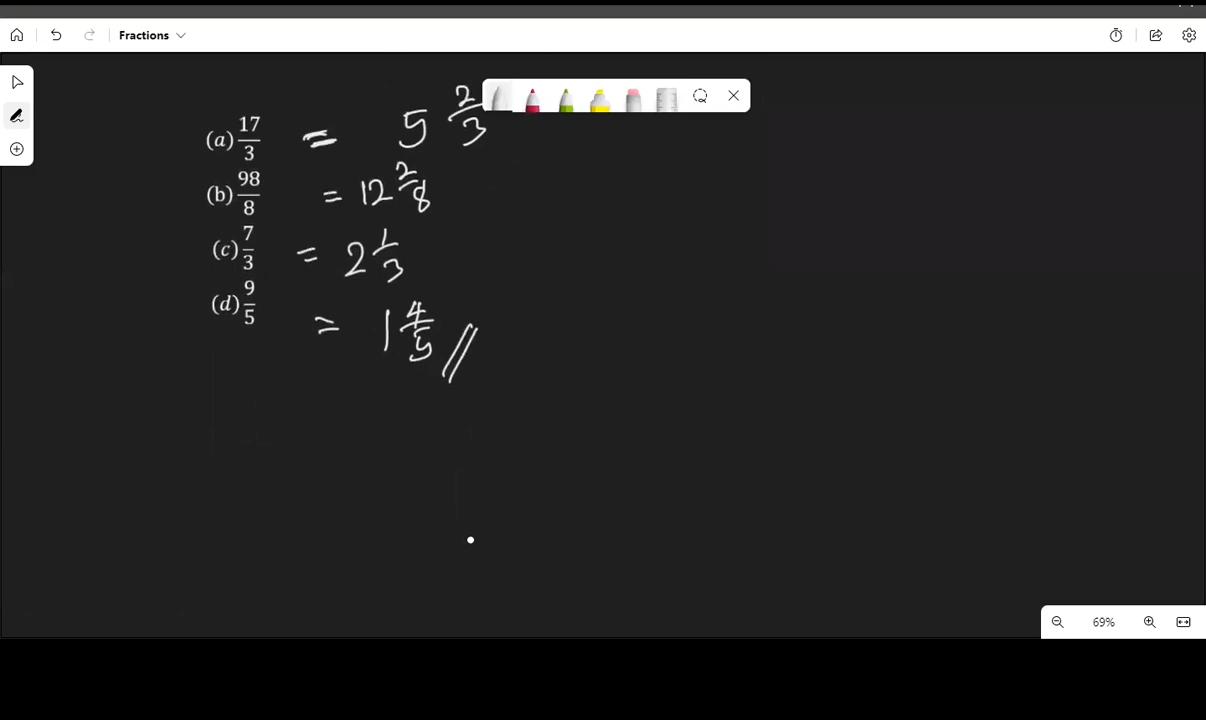 Fractions
(a) 17/3 = 5 2/3
(b) 98/8 = 12 2/8
(c) 7/3 = 2 1/3
(d) 9/5 = 1 4/5 //
69%